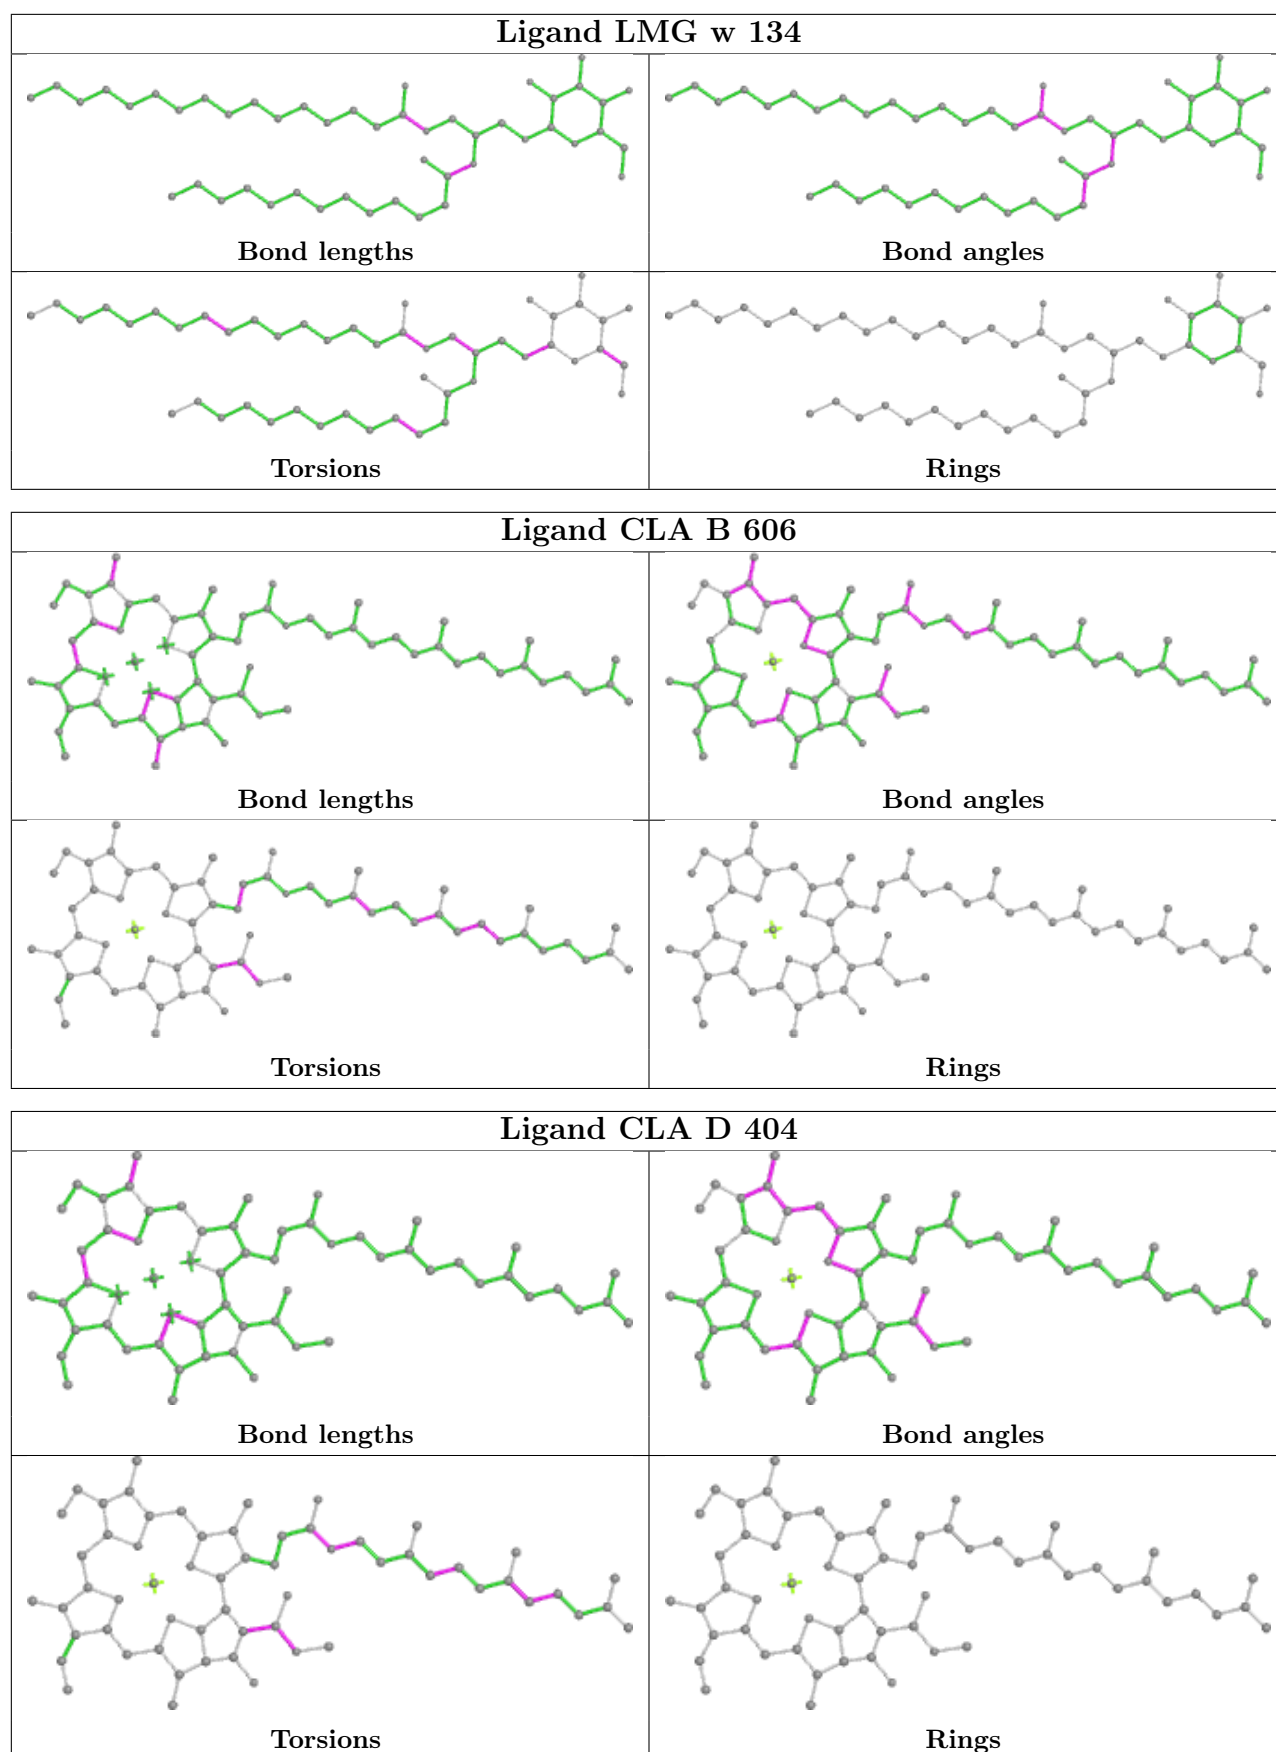 Ligand LMG w 134
Bond lengths
Bond angles
Torsions
Rings
Ligand CLA B 606
Bond lengths
Bond angles
Torsions
Rings
Ligand CLA D 404
Bond lengths
Bond angles
Torsions
Rings